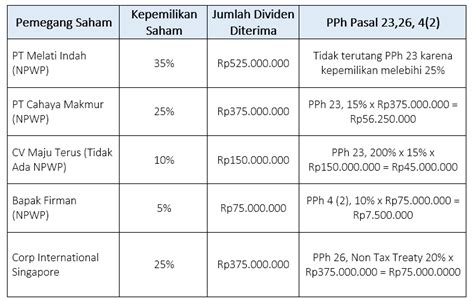 Pemegang Saham
Kepemilikan
Saham
Jumlah Dividen
Diterima
PPh Pasal 23,26, 4(2)
PT Melati Indah
(NPWP)
35%
Rp525.000.000
Tidak terutang PPh 23 karena
kepemilikan melebihi 25%
PT Cahaya Makmur
(NPWP)
25%
Rp375.000.000
PPh 23, 15% x Rp375.000.000 =
Rp56.250.000
CV Maju Terus (Tidak
Ada NPWP)
10%
Rp150.000.000
PPh 23, 200% x 15% x
Rp150.000.000 = Rp45.000.000
Bapak Firman
(NPWP)
5%
Rp75.000.000
PPh 4 (2), 10% x Rp75.000.000 =
Rp7.500.000
Corp International
Singapore
25%
Rp375.000.000
PPh 26, Non Tax Treaty 20% x
Rp375.000.000 = Rp75.000.0000